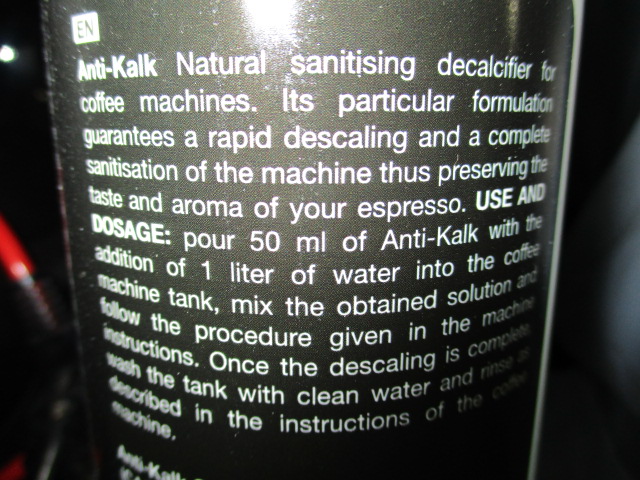 EN
Anti-Kalk Natural sanitising decalcifier for
coffee machines. Its particular formulation
guarantees a rapid descaling and a complete
sanitisation of the machine thus preserving the
taste and aroma of your espresso. USE AND
DOSAGE: pour 50 ml of Anti-Kalk with the
addition of 1 liter of water into the coffee
machine tank, mix the obtained solution and
follow the procedure given in the machine
instructions. Once the descaling is complete,
wash the tank with clean water and rinse as
described in the instructions of the coffee
machine.
Anti-Kalk